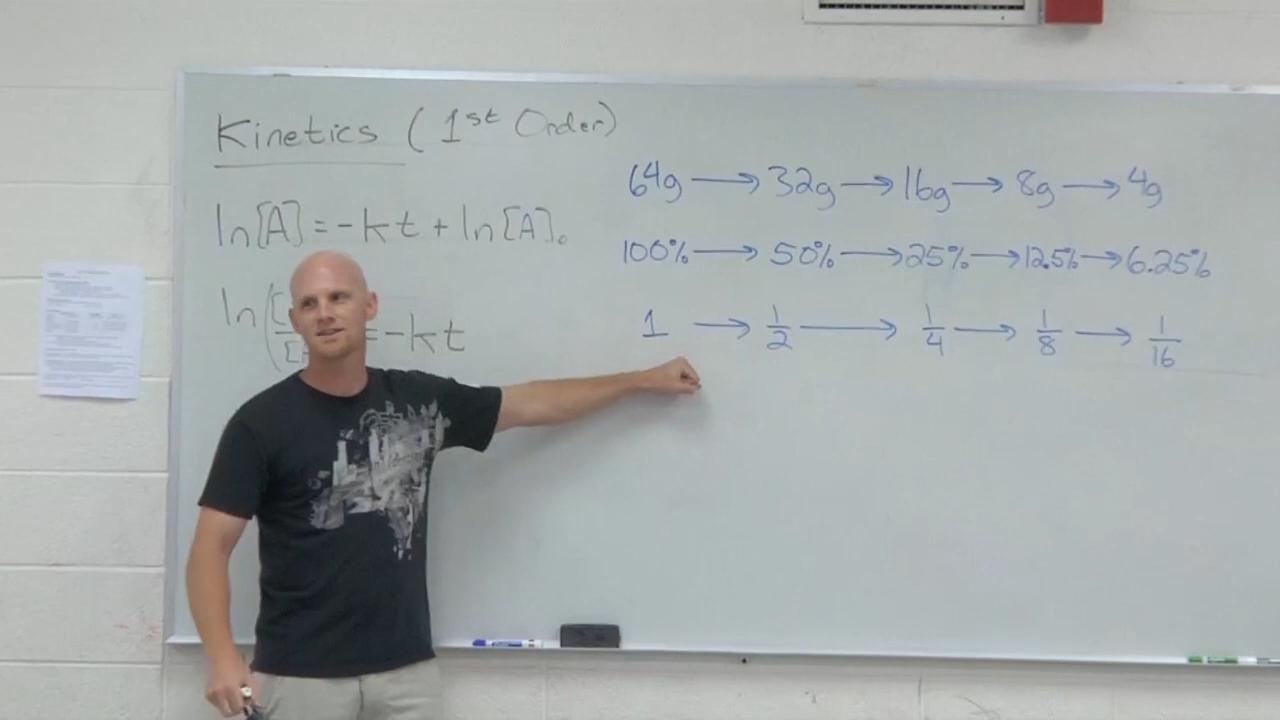 Kinetics (1st Order)
ln[A] = -kt + ln[A]₀
ln([ = -kt
64g → 32g → 16g → 8g → 4g
100% → 50% → 25% → 12.5% → 6.25%
1 → 1/2 → 1/4 → 1/8 → 1/16